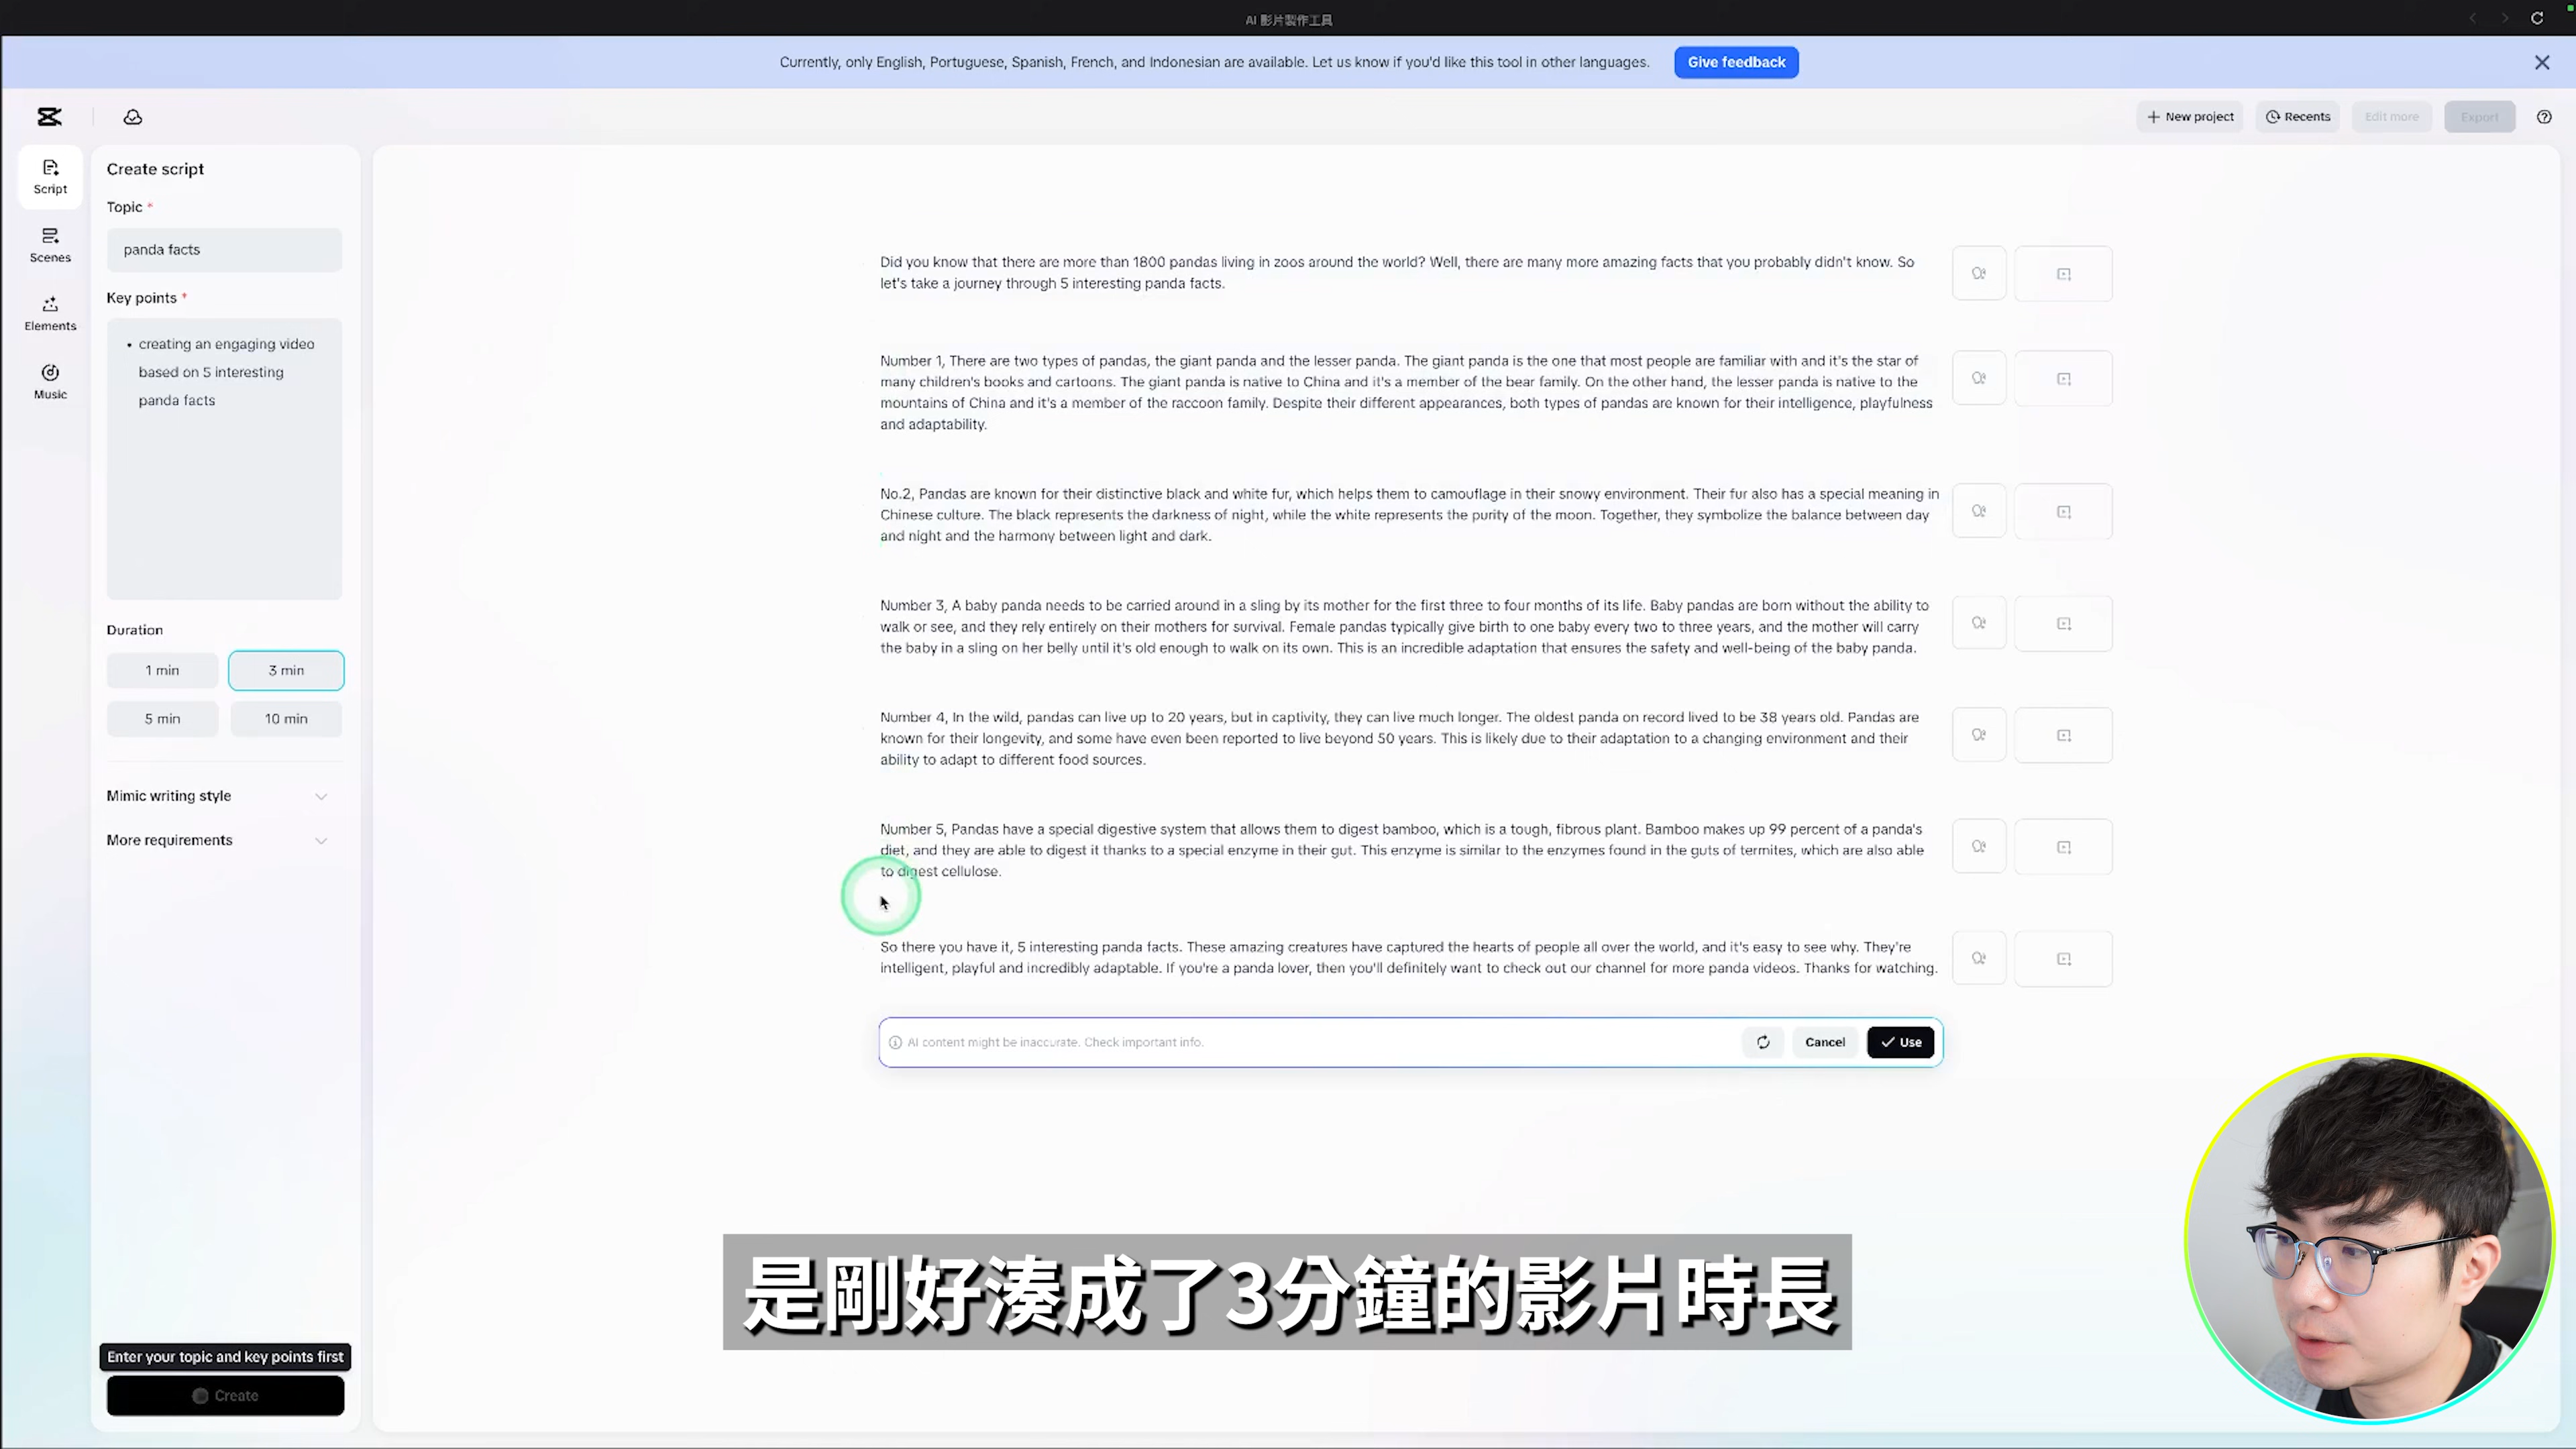 AI 影片製作工具
Currently, only English, Portuguese, Spanish, French, and Indonesian are available. Let us know if you'd like this tool in other languages.
Give feedback
New project
Recents
Edit more
Export
Script
Scenes
Elements
Music
Create script
Topic *
panda facts
Key points *
• creating an engaging video
based on 5 interesting
panda facts
Duration
1 min
3 min
5 min
10 min
Mimic writing style
More requirements
Enter your topic and key points first
Create
Did you know that there are more than 1800 pandas living in zoos around the world? Well, there are many more amazing facts that you probably didn't know. So
let's take a journey through 5 interesting panda facts.
Number 1, There are two types of pandas, the giant panda and the lesser panda. The giant panda is the one that most people are familiar with and it's the star of
many children's books and cartoons. The giant panda is native to China and it's a member of the bear family. On the other hand, the lesser panda is native to the
mountains of China and it's a member of the raccoon family. Despite their different appearances, both types of pandas are known for their intelligence, playfulness
and adaptability.
No.2, Pandas are known for their distinctive black and white fur, which helps them to camouflage in their snowy environment. Their fur also has a special meaning in
Chinese culture. The black represents the darkness of night, while the white represents the purity of the moon. Together, they symbolize the balance between day
and night and the harmony between light and dark.
Number 3, A baby panda needs to be carried around in a sling by its mother for the first three to four months of its life. Baby pandas are born without the ability to
walk or see, and they rely entirely on their mothers for survival. Female pandas typically give birth to one baby every two to three years, and the mother will carry
the baby in a sling on her belly until it's old enough to walk on its own. This is an incredible adaptation that ensures the safety and well-being of the baby panda.
Number 4, In the wild, pandas can live up to 20 years, but in captivity, they can live much longer. The oldest panda on record lived to be 38 years old. Pandas are
known for their longevity, and some have even been reported to live beyond 50 years. This is likely due to their adaptation to a changing environment and their
ability to adapt to different food sources.
Number 5, Pandas have a special digestive system that allows them to digest bamboo, which is a tough, fibrous plant. Bamboo makes up 99 percent of a panda's
diet, and they are able to digest it thanks to a special enzyme in their gut. This enzyme is similar to the enzymes found in the guts of termites, which are also able
to digest cellulose.
So there you have it, 5 interesting panda facts. These amazing creatures have captured the hearts of people all over the world, and it's easy to see why. They're
intelligent, playful and incredibly adaptable. If you're a panda lover, then you'll definitely want to check out our channel for more panda videos. Thanks for watching.
AI content might be inaccurate. Check important info.
Cancel
Use
是剛好湊成了3分鐘的影片時長